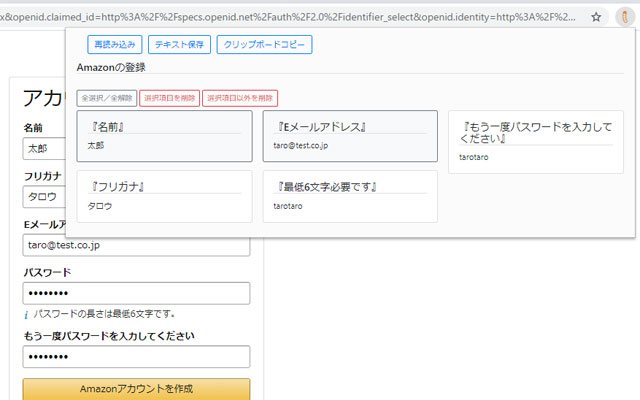 x&openid.claimed_id=http%3A%2F%2Fspecs.openid.net%2Fauth%2F2.0%2Fidentifier_select&openid.identity=http%3A%2F%2...
再読み込み テキスト保存 クリップボードコピー
Amazonの登録
全選択／全解除 選択項目を削除 選択項目以外を削除
『名前』
太郎
『Eメールアドレス』
taro@test.co.jp
『もう一度パスワードを入力して
ください』
tarotaro
『フリガナ』
タロウ
『最低6文字必要です』
tarotaro
アカ
名前
太郎
フリガナ
タロウ
Eメールア
taro@test.co.jp
パスワード
••••••••
i パスワードの長さは最低6文字です。
もう一度パスワードを入力してください
••••••••
Amazonアカウントを作成